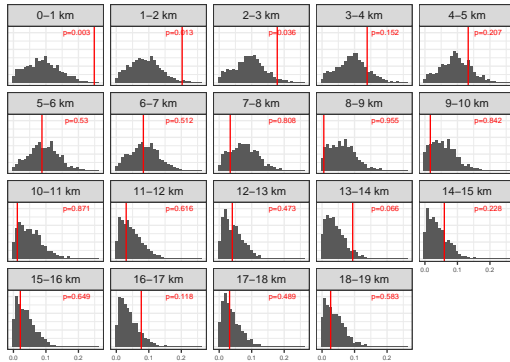 0−1 km 1−2 km 2−3 km 3−4 km 4−5 km
p=0.003 p=0.013 p=0.036 p=0.152 p=0.207
5−6 km 6−7 km 7−8 km 8−9 km 9−10 km
p=0.53 p=0.512 p=0.808 p=0.955 p=0.842
10−11 km 11−12 km 12−13 km 13−14 km 14−15 km
p=0.871 p=0.616 p=0.473 p=0.066 p=0.228
0.0 0.1 0.2
15−16 km 16−17 km 17−18 km 18−19 km
p=0.649 p=0.118 p=0.489 p=0.583
0.0 0.1 0.2 0.0 0.1 0.2 0.0 0.1 0.2 0.0 0.1 0.2